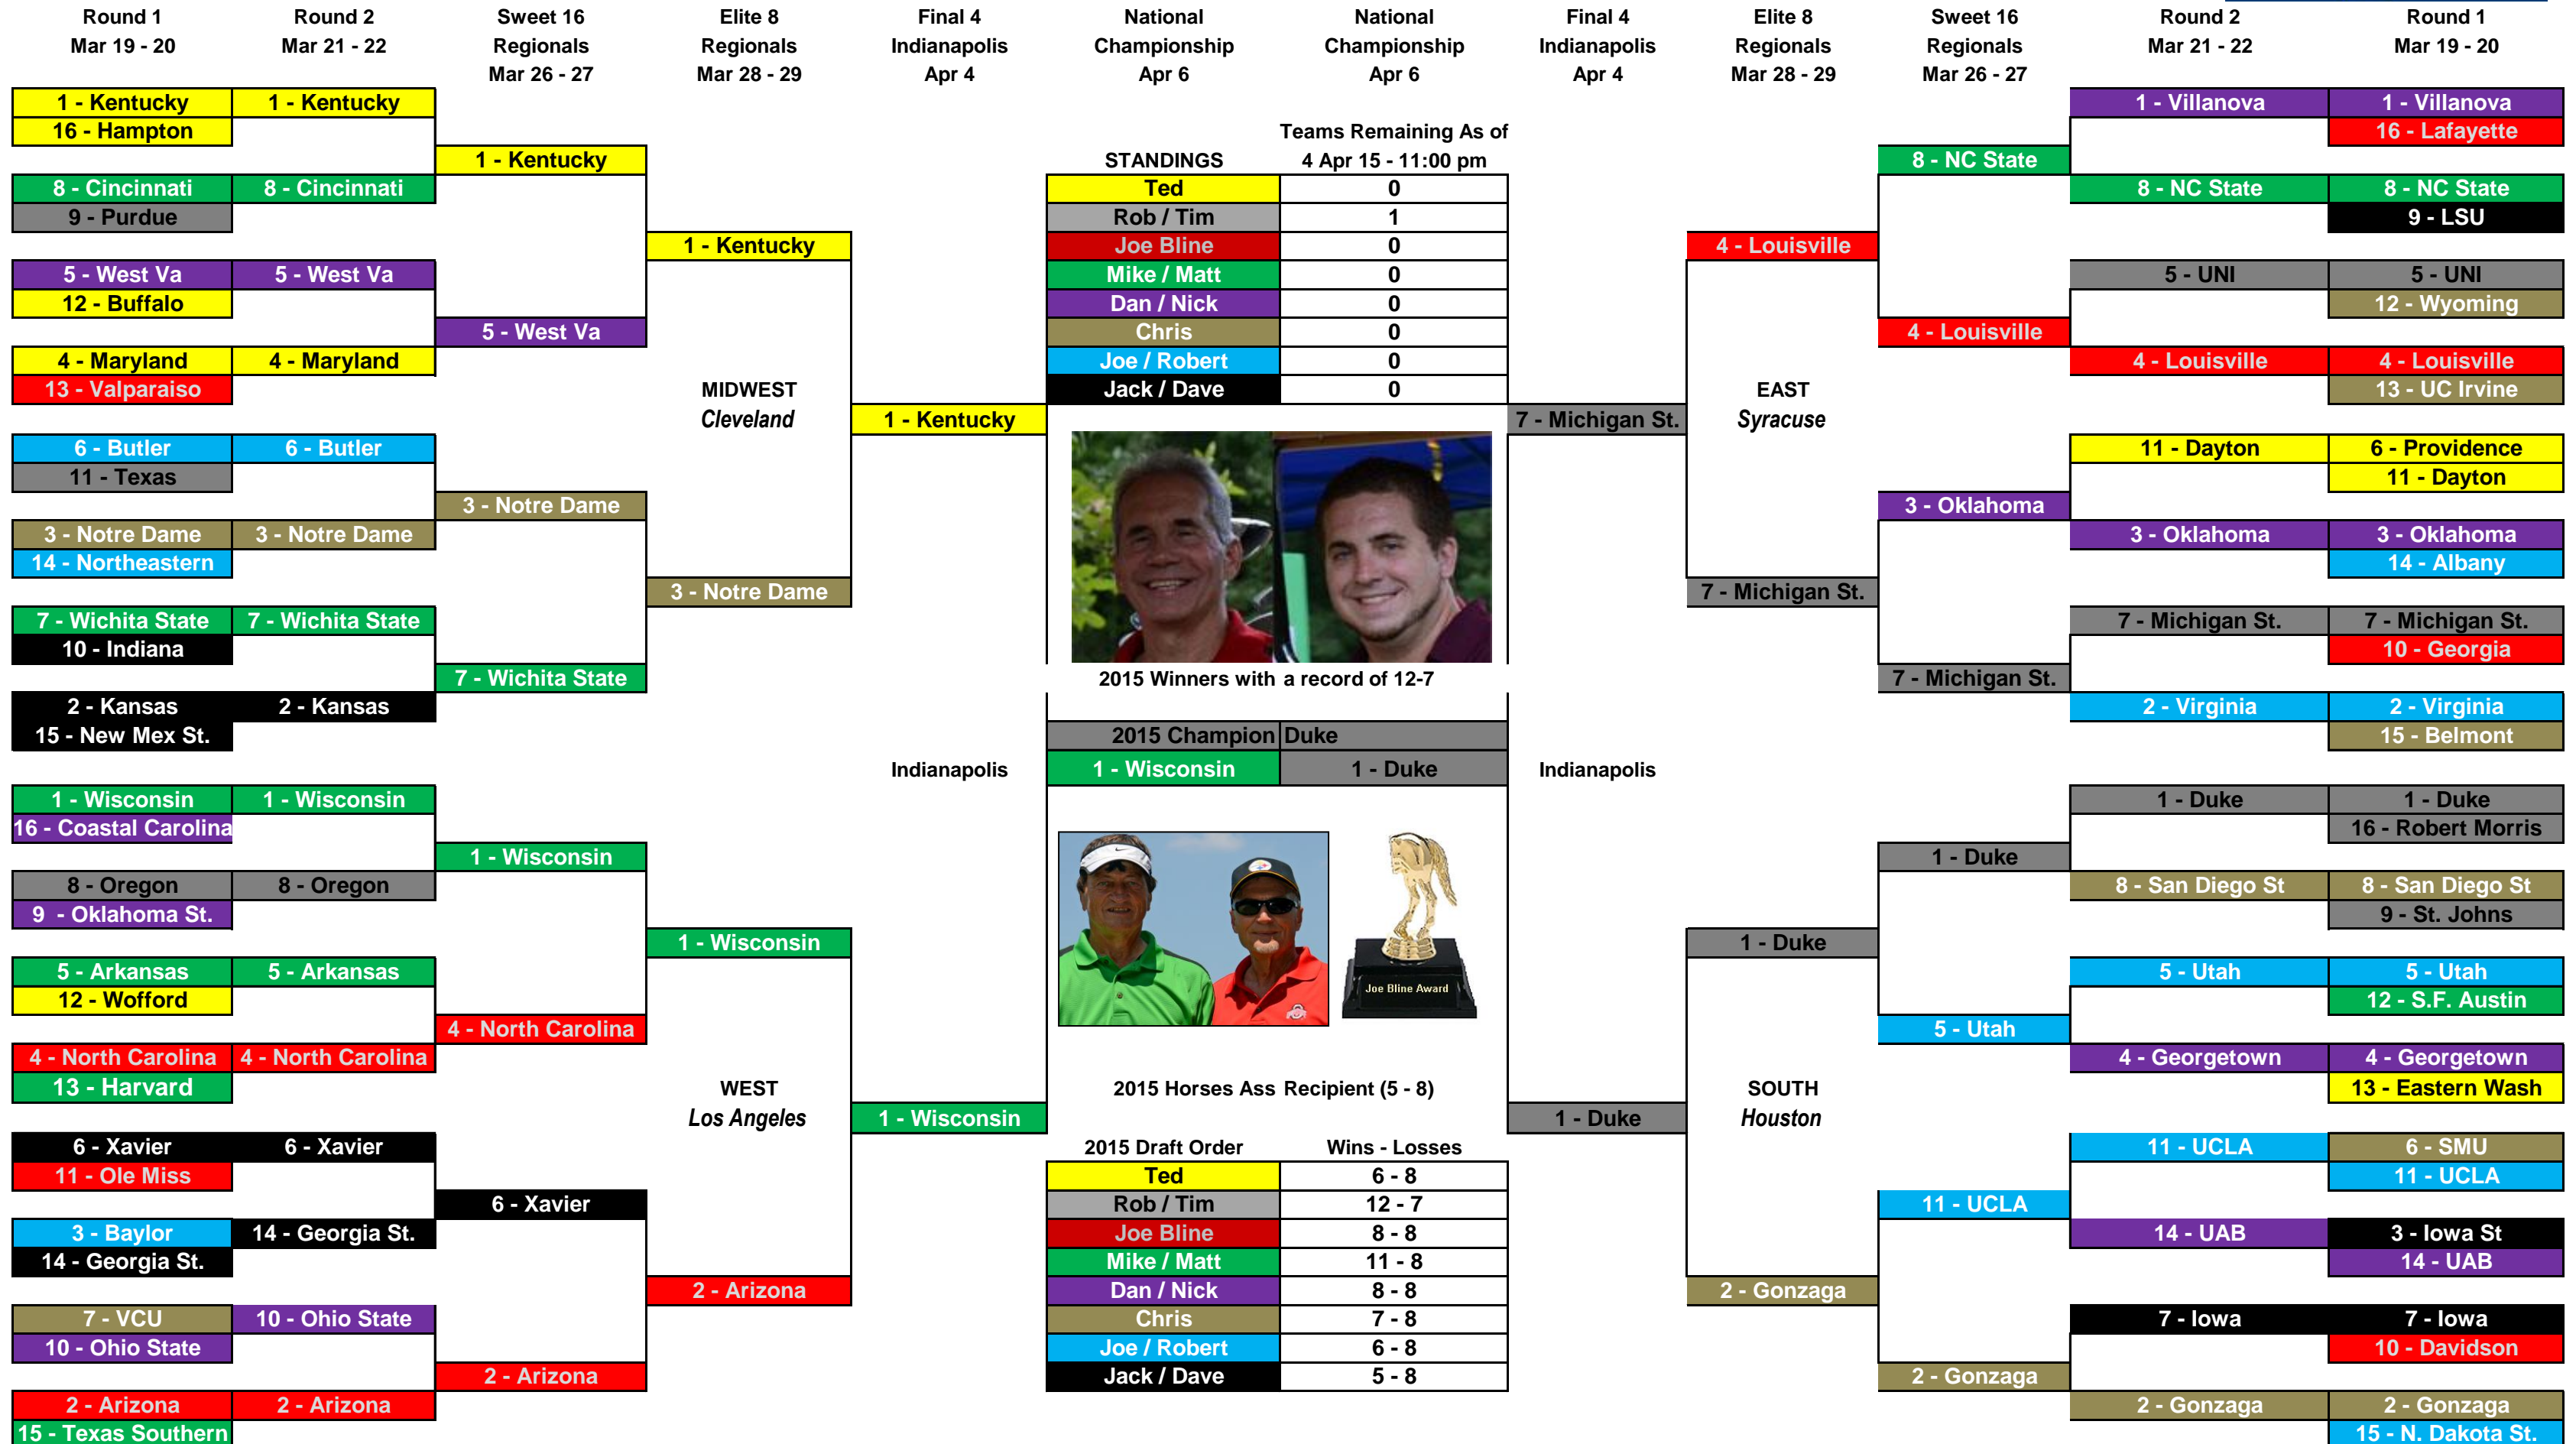 Round 1 Round 2 Sweet 16 Elite 8 Final 4 National National Final 4 Elite 8 Sweet 16 Round 2 Round 1
Mar 19 - 20 Mar 21 - 22 Regionals Regionals Indianapolis Championship Championship Indianapolis Regionals Regionals Mar 21 - 22 Mar 19 - 20
Mar 26 - 27 Mar 28 - 29 Apr 4 Apr 6 Apr 6 Apr 4 Mar 28 - 29 Mar 26 - 27
1 - Kentucky 1 - Kentucky 1 - Villanova 1 - Villanova
16 - Hampton Teams Remaining As of 16 - Lafayette
1 - Kentucky STANDINGS 4 Apr 15 - 11:00 pm 8 - NC State
8 - Cincinnati 8 - Cincinnati Ted 0 8 - NC State 8 - NC State
9 - Purdue Rob / Tim 1 9 - LSU
1 - Kentucky Joe Bline 0 4 - Louisville
5 - West Va 5 - West Va Mike / Matt 0 5 - UNI 5 - UNI
12 - Buffalo Dan / Nick 0 12 - Wyoming
5 - West Va Chris 0 4 - Louisville
4 - Maryland 4 - Maryland Joe / Robert 0 4 - Louisville 4 - Louisville
13 - Valparaiso MIDWEST Jack / Dave 0 EAST 13 - UC Irvine
Cleveland 1 - Kentucky 7 - Michigan St. Syracuse
6 - Butler 6 - Butler 11 - Dayton 6 - Providence
11 - Texas 11 - Dayton
3 - Notre Dame 3 - Oklahoma
3 - Notre Dame 3 - Notre Dame 3 - Oklahoma 3 - Oklahoma
14 - Northeastern 14 - Albany
3 - Notre Dame 7 - Michigan St.
7 - Wichita State 7 - Wichita State 7 - Michigan St. 7 - Michigan St.
10 - Indiana 10 - Georgia
7 - Wichita State 2015 Winners with a record of 12-7 7 - Michigan St.
2 - Kansas 2 - Kansas 2 - Virginia 2 - Virginia
15 - New Mex St. 2015 Champion Duke 15 - Belmont
Indianapolis 1 - Wisconsin 1 - Duke Indianapolis
1 - Wisconsin 1 - Wisconsin 1 - Duke 1 - Duke
16 - Coastal Carolina 16 - Robert Morris
1 - Wisconsin 1 - Duke
8 - Oregon 8 - Oregon 8 - San Diego St 8 - San Diego St
9 - Oklahoma St. 9 - St. Johns
1 - Wisconsin 1 - Duke
5 - Arkansas 5 - Arkansas 5 - Utah 5 - Utah
12 - Wofford Joe Bline Award 12 - S.F. Austin
4 - North Carolina 5 - Utah
4 - North Carolina 4 - North Carolina 4 - Georgetown 4 - Georgetown
13 - Harvard WEST 2015 Horses Ass Recipient (5 - 8) SOUTH 13 - Eastern Wash
Los Angeles 1 - Wisconsin 1 - Duke Houston
6 - Xavier 6 - Xavier 2015 Draft Order Wins - Losses 11 - UCLA 6 - SMU
11 - Ole Miss Ted 6 - 8 11 - UCLA
6 - Xavier Rob / Tim 12 - 7 11 - UCLA
3 - Baylor 14 - Georgia St. Joe Bline 8 - 8 14 - UAB 3 - Iowa St
14 - Georgia St. Mike / Matt 11 - 8 14 - UAB
2 - Arizona Dan / Nick 8 - 8 2 - Gonzaga
7 - VCU 10 - Ohio State Chris 7 - 8 7 - Iowa 7 - Iowa
10 - Ohio State Joe / Robert 6 - 8 10 - Davidson
2 - Arizona Jack / Dave 5 - 8 2 - Gonzaga
2 - Arizona 2 - Arizona 2 - Gonzaga 2 - Gonzaga
15 - Texas Southern 15 - N. Dakota St.